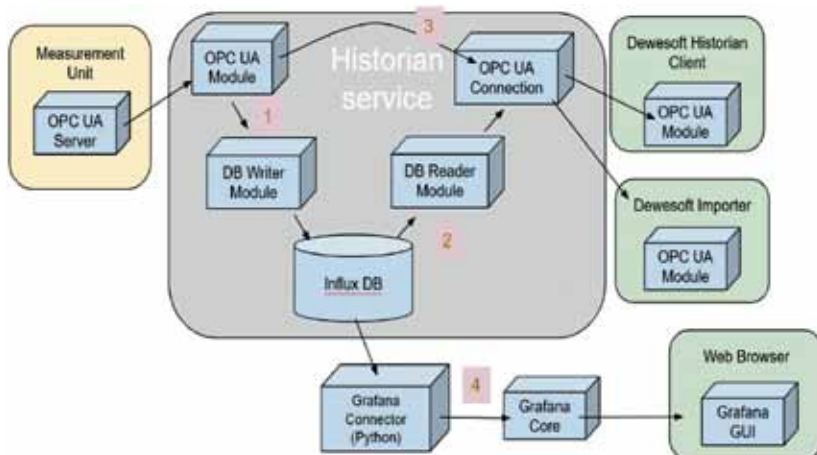 Measurement
Unit
OPC UA
Server
OPC UA
Module
3
Historian
service
OPC UA
Connection
Dewesoft Historian
Client
OPC UA
Module
1
DB Writer
Module
DB Reader
Module
2
Influx DB
Dewesoft Importer
OPC UA
Module
Grafana
Connector
(Python)
4
Grafana
Core
Web Browser
Grafana
GUI